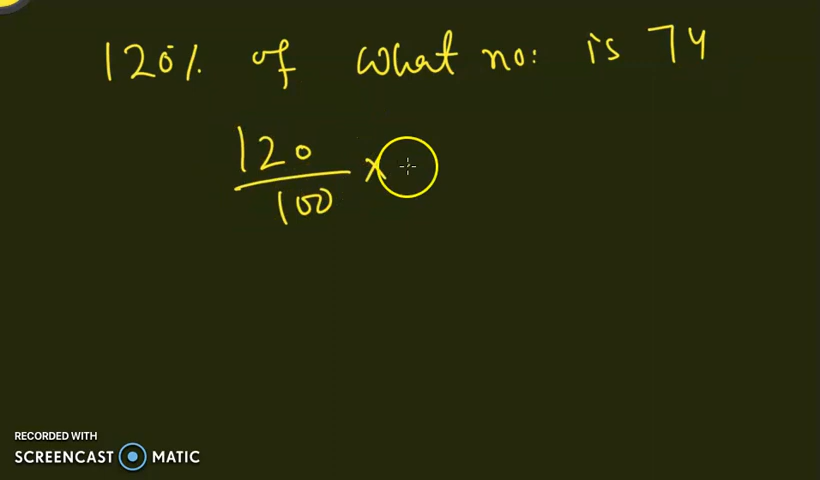 120% of what no: is 74
120
100
×
RECORDED WITH
SCREENCAST MATIC